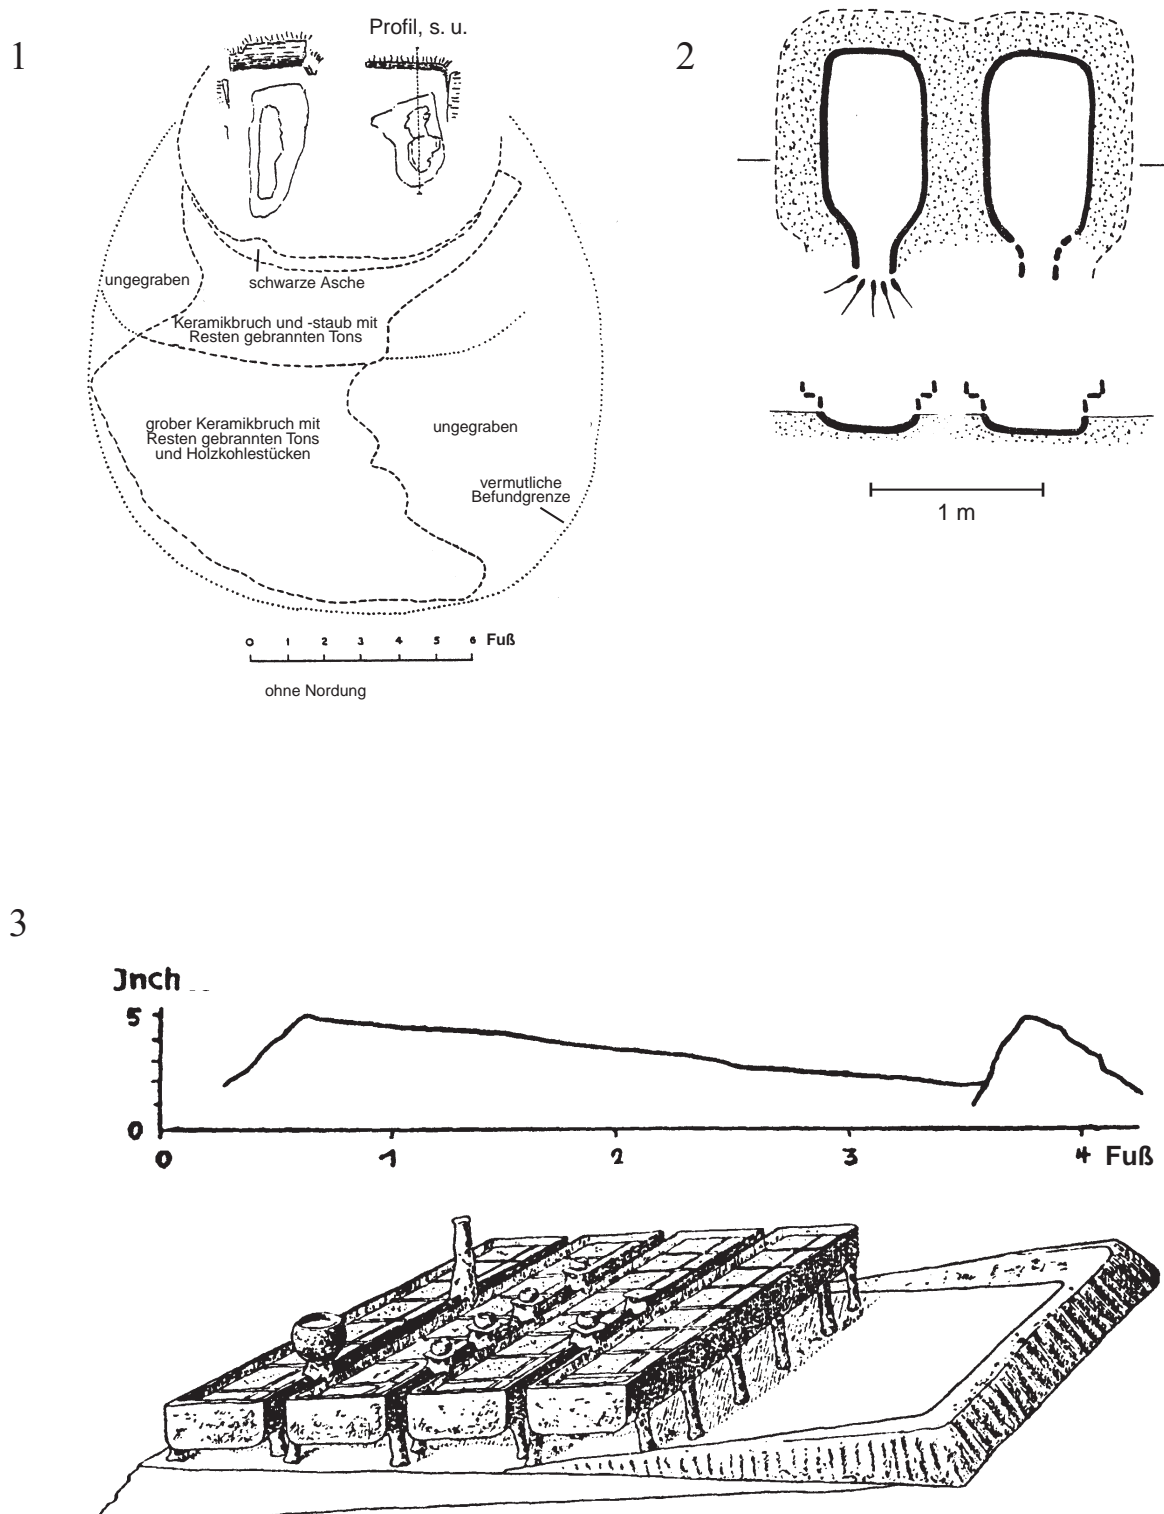 1
Profil, s. u.
2
ungegraben
schwarze Asche
Keramikbruch und -staub mit
Resten gebrannten Tons
grober Keramikbruch mit
Resten gebrannten Tons
und Holzkohlestücken
ungegraben
vermutliche
Befundgrenze
1 m
0 1 2 3 4 5 6 Fuß
ohne Nordung
3
Jnch
5
0
0 1 2 3 4 Fuß